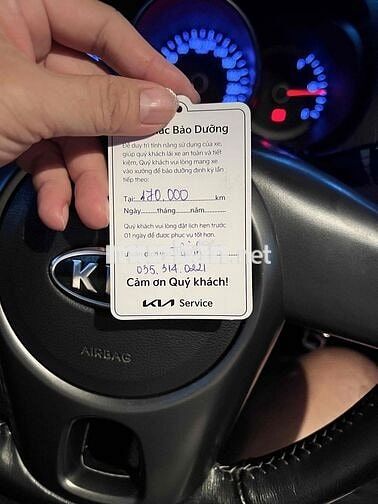 Bảo Dưỡng
Để duy trì tính năng sử dụng của xe,
giúp quý khách lái xe an toàn và tiết
kiệm, Quý khách vui lòng mang xe
vào xưởng để bảo dưỡng định kỳ lần
tiếp theo:
Tại: 170.000 km
Ngày.......tháng.......năm.......
Quý khách vui lòng đặt lịch hẹn trước
01 ngày để được phục vụ tốt hơn.
035.314.0221
Cảm ơn Quý khách!
KIA Service
K
AIRBAG